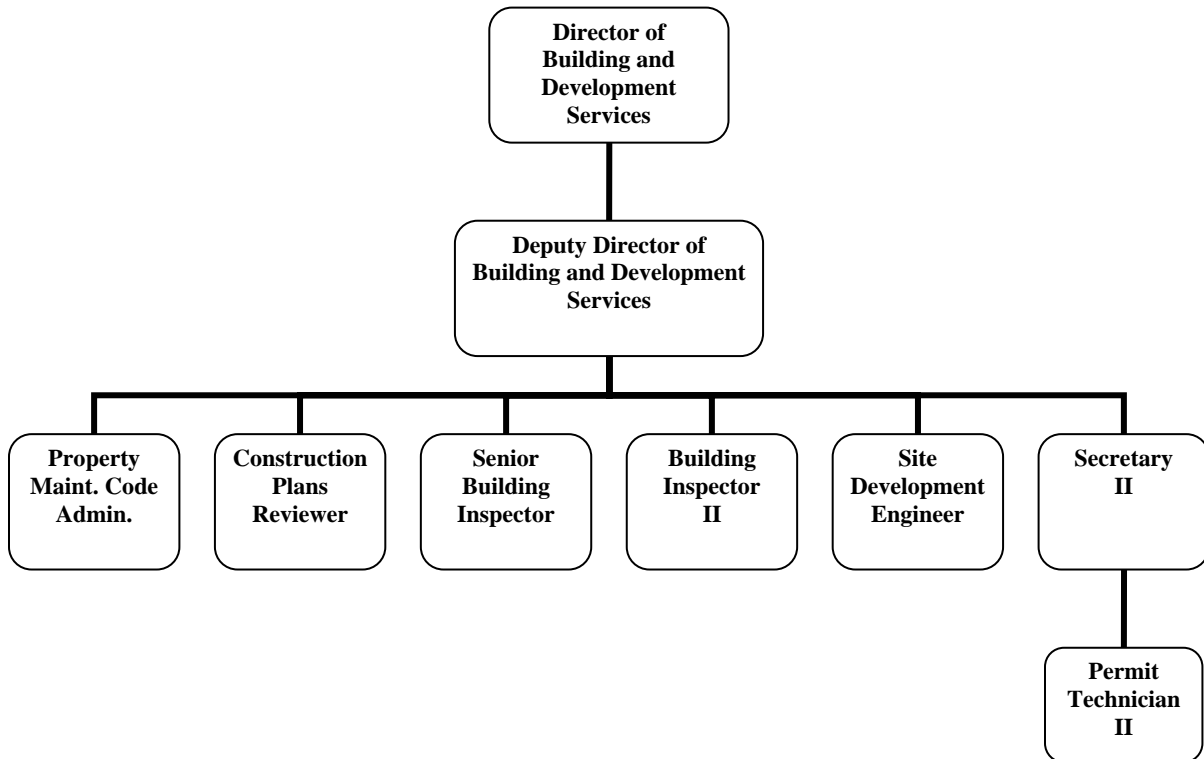 Director of
Building and
Development
Services
Deputy Director of
Building and Development
Services
Property
Maint. Code
Admin.
Construction
Plans
Reviewer
Senior
Building
Inspector
Building
Inspector
II
Site
Development
Engineer
Secretary
II
Permit
Technician
II